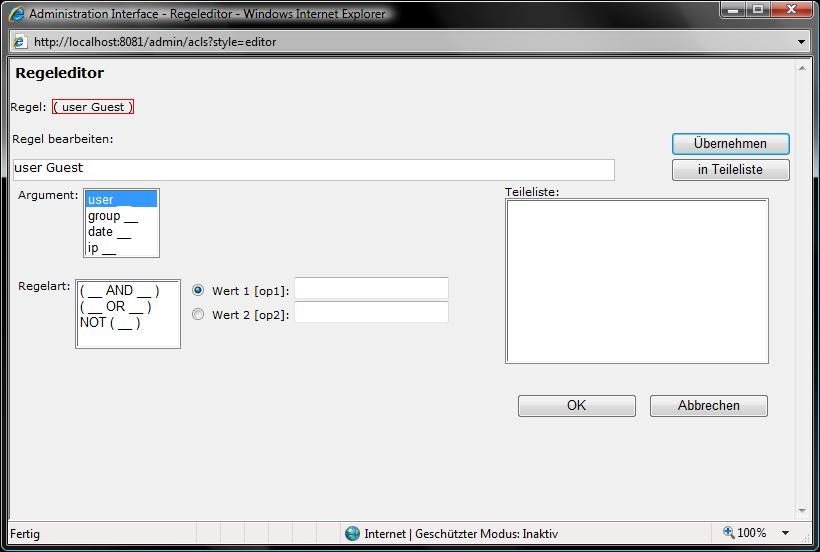 Administration Interface - Regeleditor - Windows Internet Explorer
http://localhost:8081/admin/acls?style=editor
Regeleditor
Regel: ( user Guest )
Regel bearbeiten:
Übernehmen
user Guest
in Teileliste
Argument:
user __
group __
date __
ip __
Teileliste:
Regelart:
( __ AND __ )
( __ OR __ )
NOT ( __ )
Wert 1 [op1]:
Wert 2 [op2]:
OK
Abbrechen
Fertig
Internet | Geschützter Modus: Inaktiv
100%